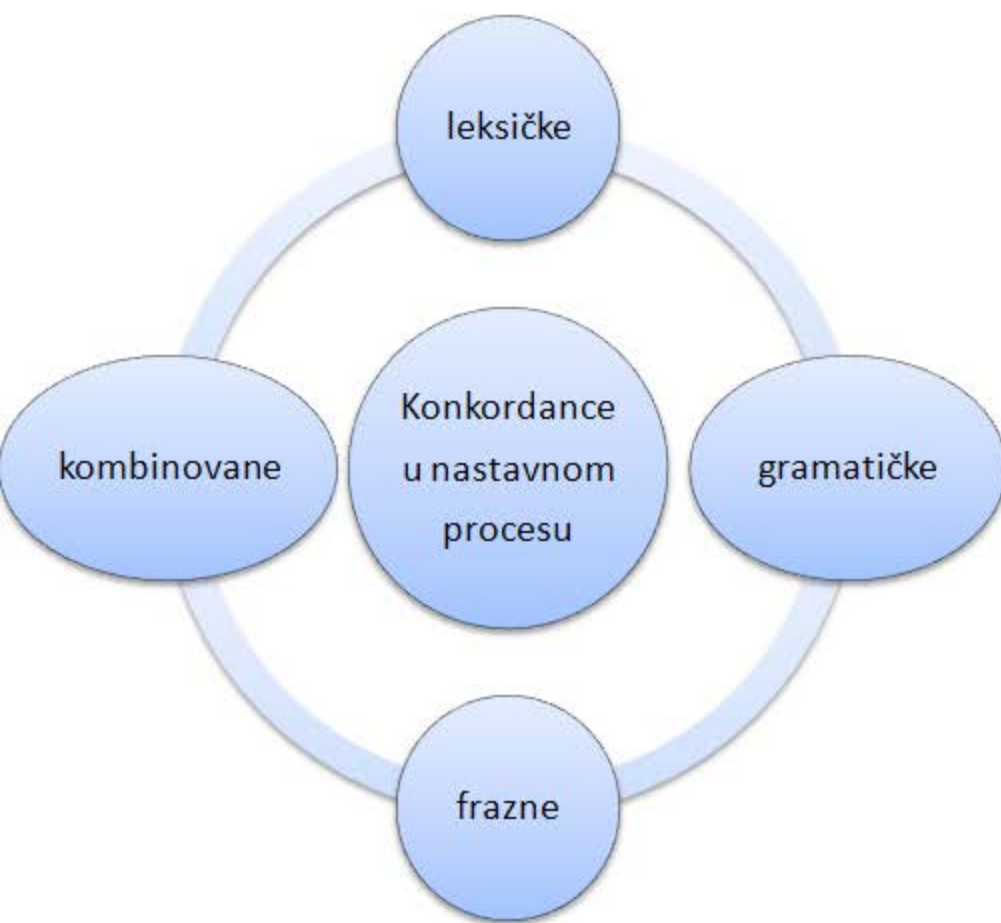 leksičke
kombinovane
Konkordance
u nastavnom
procesu
gramatičke
frazne